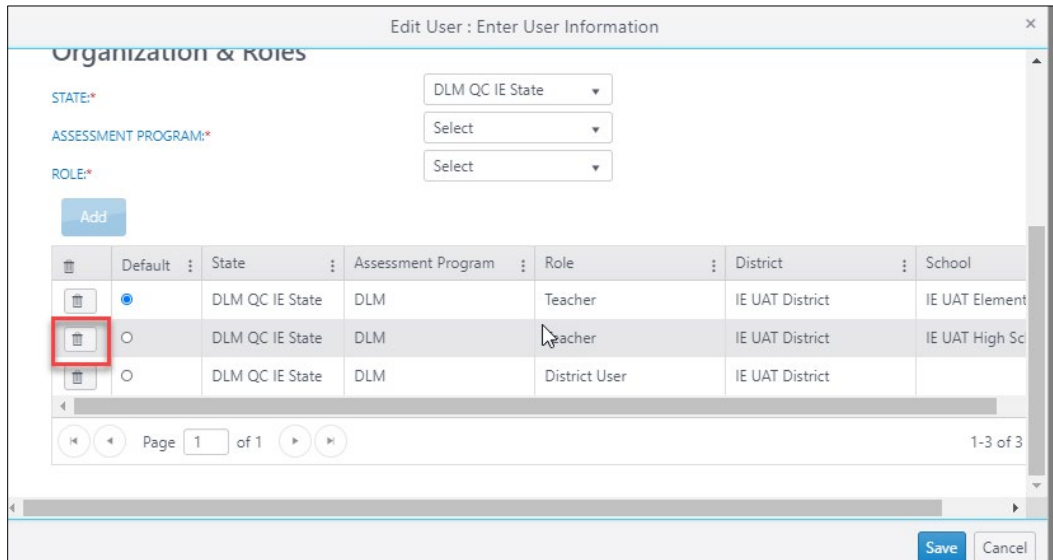 Edit User : Enter User Information
Organization & Roles
STATE:* DLM QC IE State
ASSESSMENT PROGRAM:* Select
ROLE:* Select
Add
Default State Assessment Program Role District School
DLM QC IE State DLM Teacher IE UAT District IE UAT Element
DLM QC IE State DLM Teacher IE UAT District IE UAT High Sc
DLM QC IE State DLM District User IE UAT District
Page 1 of 1 1-3 of 3
Save Cancel